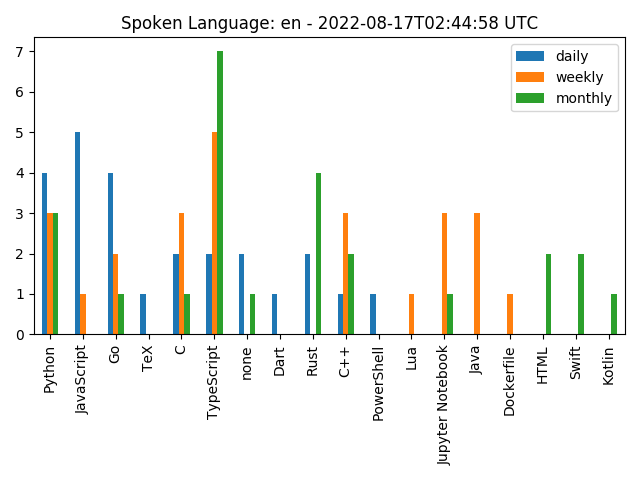 Spoken Language: en - 2022-08-17T02:44:58 UTC
daily
weekly
monthly
7
6
5
4
3
2
1
0
Python
JavaScript
Go
TeX
C
TypeScript
none
Dart
Rust
C++
PowerShell
Lua
Jupyter Notebook
Java
Dockerfile
HTML
Swift
Kotlin